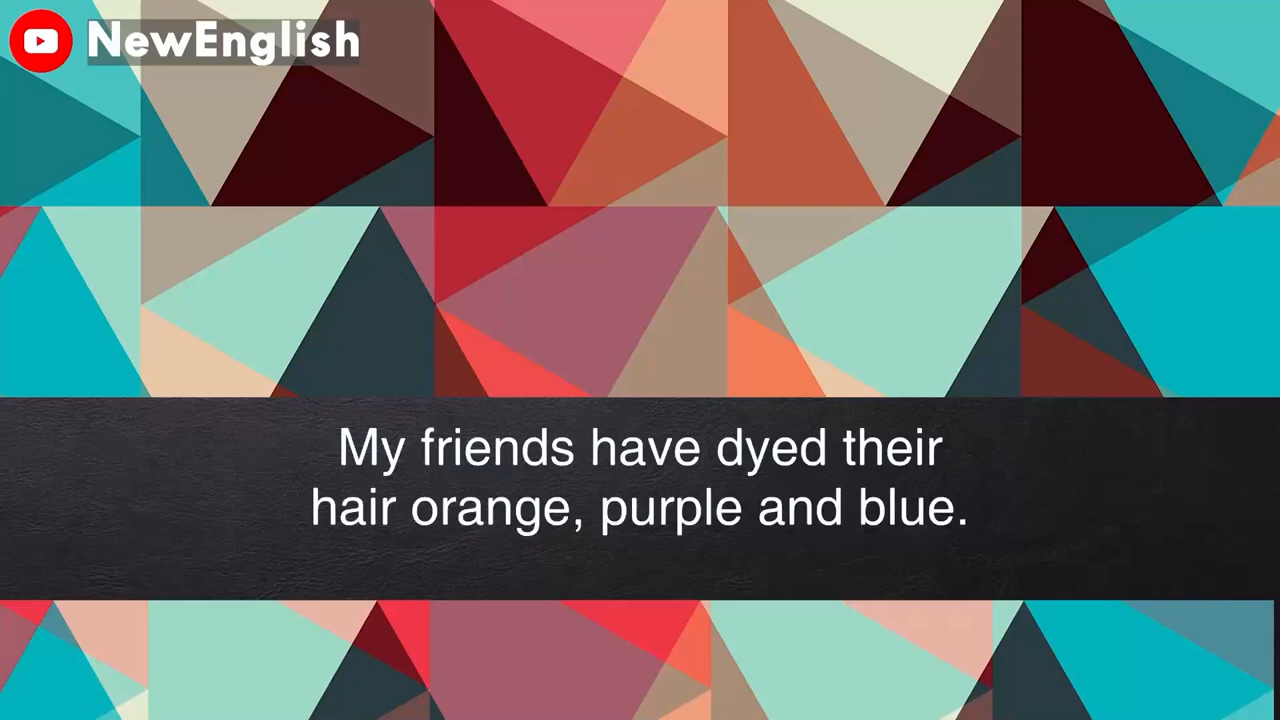 NewEnglish
My friends have dyed their
hair orange, purple and blue.